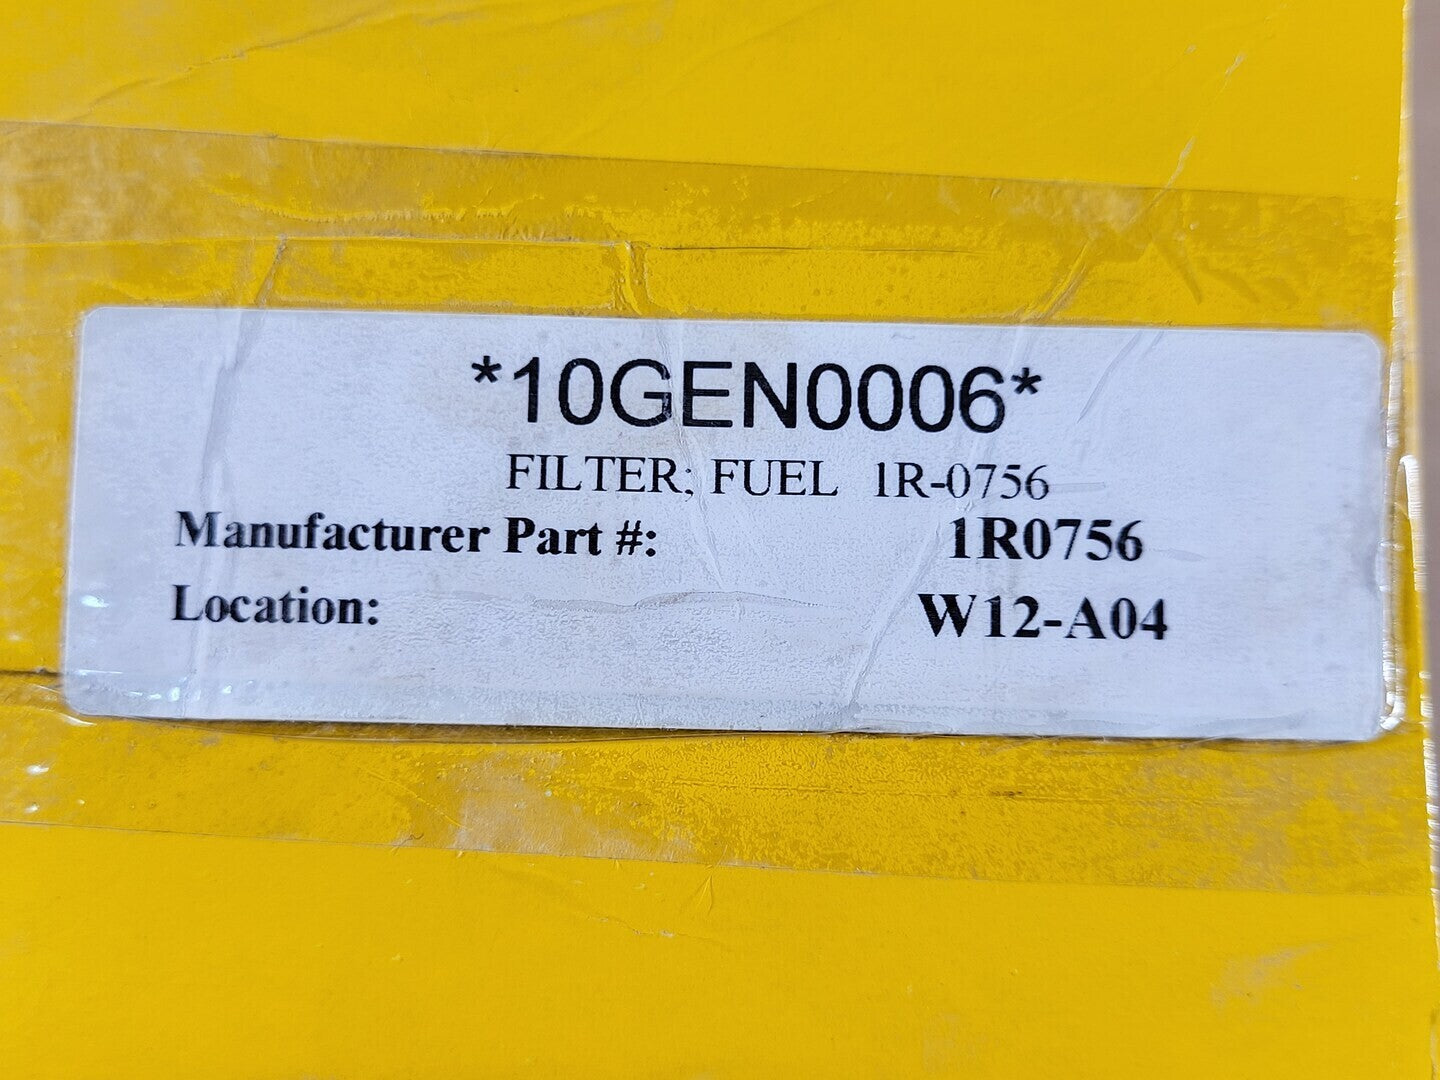 *10GEN0006*
FILTER; FUEL 1R-0756
Manufacturer Part #: 1R0756
Location: W12-A04